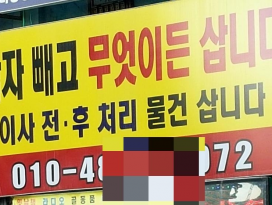 자 빼고 무엇이든 삽니
이사 전·후 처리 물건 삽니다
010-48 072